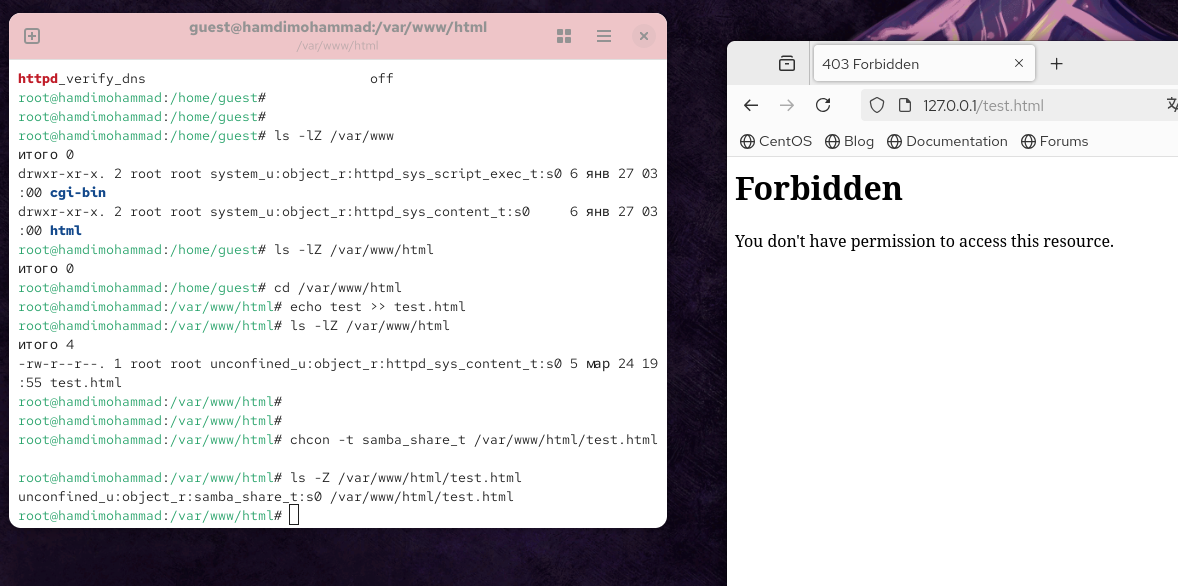 guest@hamdimohammad:/var/www/html
/var/www/html
httpd_verify_dns                            off
root@hamdimohammad:/home/guest#
root@hamdimohammad:/home/guest#
root@hamdimohammad:/home/guest# ls -lZ /var/www
итого 0
drwxr-xr-x. 2 root root system_u:object_r:httpd_sys_script_exec_t:s0 6 янв 27 03
:00 cgi-bin
drwxr-xr-x. 2 root root system_u:object_r:httpd_sys_content_t:s0     6 янв 27 03
:00 html
root@hamdimohammad:/home/guest# ls -lZ /var/www/html
итого 0
root@hamdimohammad:/home/guest# cd /var/www/html
root@hamdimohammad:/var/www/html# echo test >> test.html
root@hamdimohammad:/var/www/html# ls -lZ /var/www/html
итого 4
-rw-r--r--. 1 root root unconfined_u:object_r:httpd_sys_content_t:s0 5 мар 24 19
:55 test.html
root@hamdimohammad:/var/www/html#
root@hamdimohammad:/var/www/html#
root@hamdimohammad:/var/www/html# chcon -t samba_share_t /var/www/html/test.html
root@hamdimohammad:/var/www/html# ls -Z /var/www/html/test.html
unconfined_u:object_r:samba_share_t:s0 /var/www/html/test.html
root@hamdimohammad:/var/www/html#
403 Forbidden
127.0.0.1/test.html
CentOS Blog Documentation Forums
Forbidden
You don't have permission to access this resource.